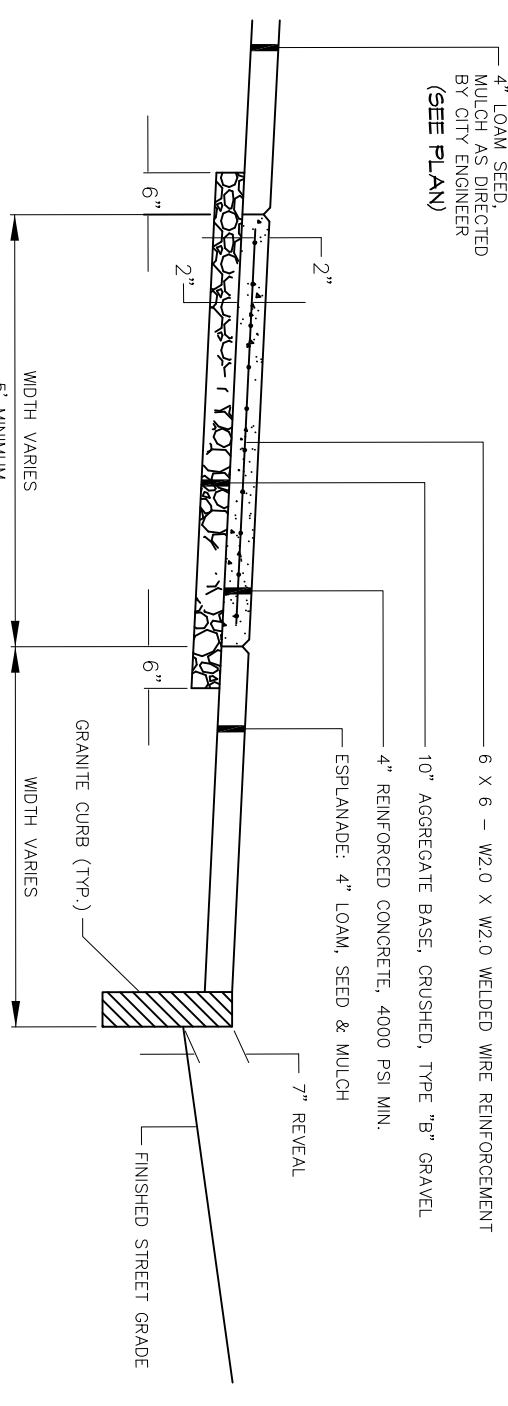 4" LOAM SEED,
MULCH AS DIRECTED
BY CITY ENGINEER
(SEE PLAN)
6 X 6 – W2.0 X W2.0 WELDED WIRE REINFORCEMENT
10" AGGREGATE BASE, CRUSHED, TYPE "B" GRAVEL
4" REINFORCED CONCRETE, 4000 PSI MIN.
ESPLANADE: 4" LOAM, SEED & MULCH
7" REVEAL
2"
2"
6"
6"
GRANITE CURB (TYP.)
FINISHED STREET GRADE
WIDTH VARIES
5' MINIMUM
WIDTH VARIES